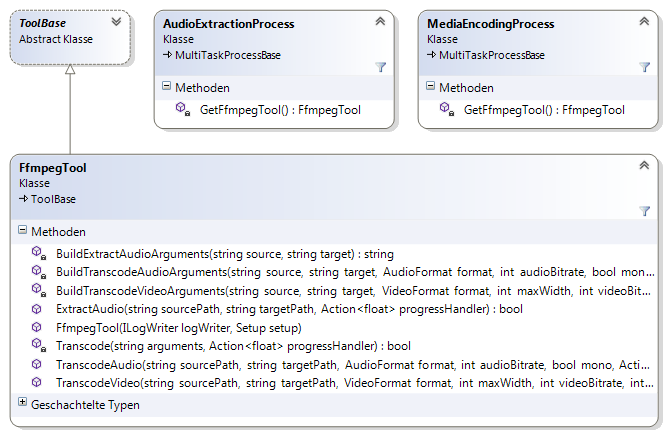 ToolBase
Abstract Klasse
AudioExtractionProcess
Klasse
MultiTaskProcessBase
Methoden
GetFfmpegTool() : FfmpegTool
MediaEncodingProcess
Klasse
MultiTaskProcessBase
Methoden
GetFfmpegTool() : FfmpegTool
FfmpegTool
Klasse
ToolBase
Methoden
BuildExtractAudioArguments(string source, string target) : string
BuildTranscodeAudioArguments(string source, string target, AudioFormat format, int audioBitrate, bool mono...
BuildTranscodeVideoArguments(string source, string target, VideoFormat format, int maxWidth, int videoBit...
ExtractAudio(string sourcePath, string targetPath, Action<float> progressHandler) : bool
FfmpegTool(ILogWriter logWriter, Setup setup)
Transcode(string arguments, Action<float> progressHandler) : bool
TranscodeAudio(string sourcePath, string targetPath, AudioFormat format, int audioBitrate, bool mono, Acti...
TranscodeVideo(string sourcePath, string targetPath, VideoFormat format, int maxWidth, int videoBitrate, int...
Geschachtelte Typen